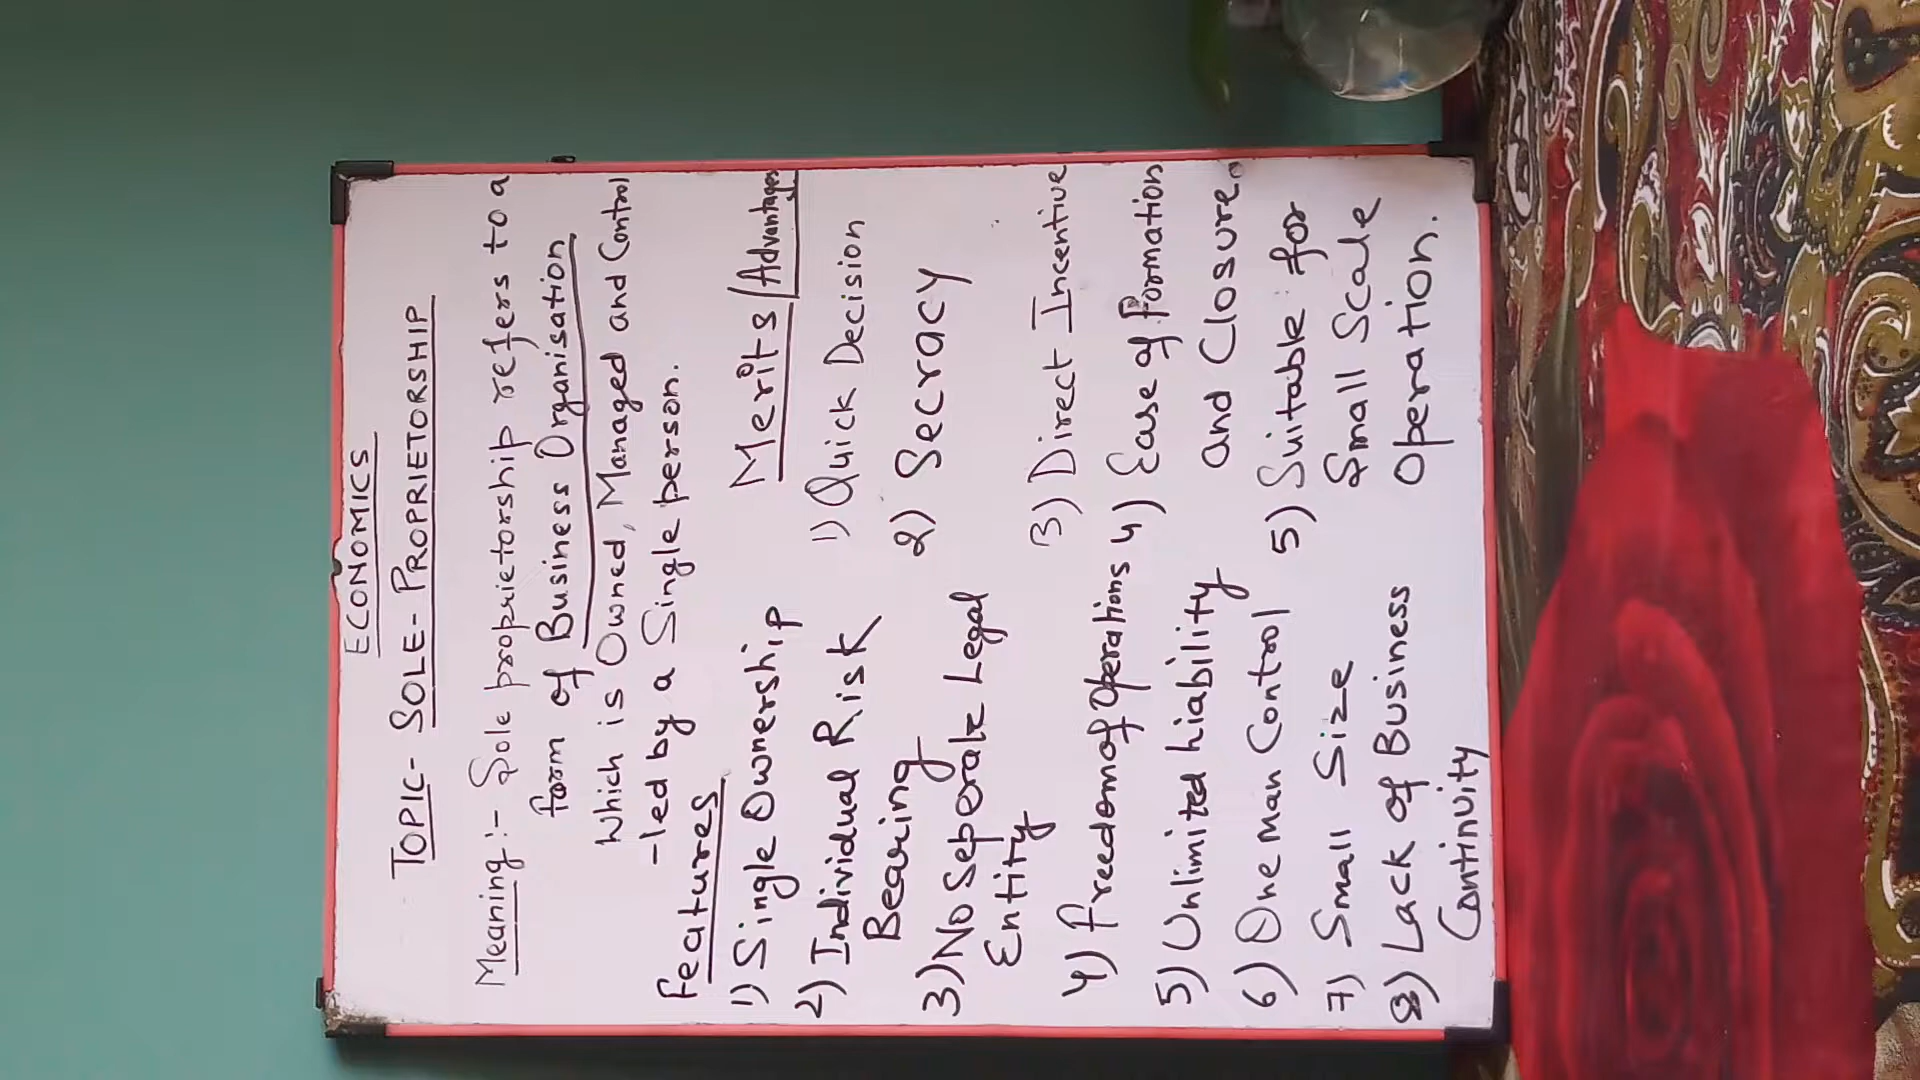 ECONOMICS
TOPIC- SOLE-PROPRIETORSHIP
Meaning:- Sole proprietorship refers to a
form of Business Organisation
which is Owned, Managed and Control
-led by a Single person.
features
1) Single Ownership
2) Individual Risk
Bearing
3) No Seperate Legal
Entity
4) freedom of Operations
5) Unlimited Liability
6) One Man Control
7) Small Size
8) Lack of Business
Continuity
Merits/Advantages
1) Quick Decision
2) Secracy
3) Direct Incentive
4) Ease of formation
and Closure.
5) Suitable for
Small Scale
Operation.